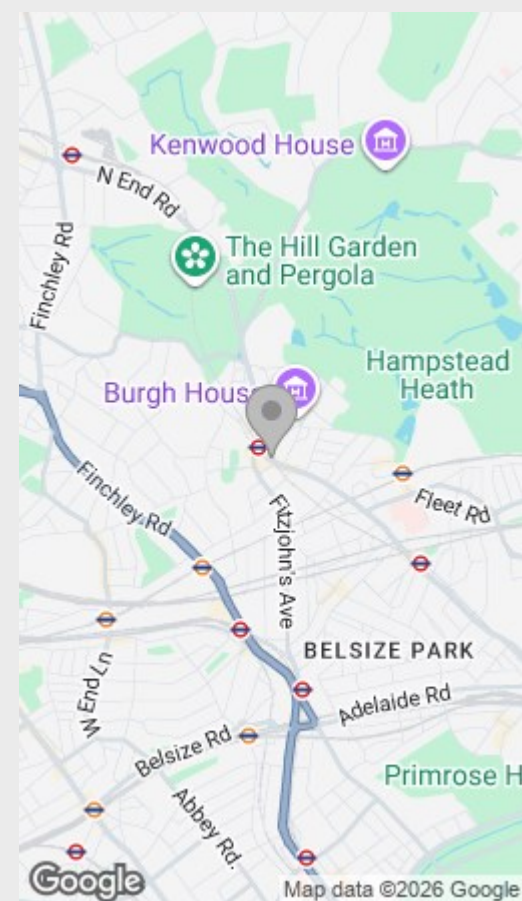 Kenwood House
N End Rd
The Hill Garden
and Pergola
Finchley Rd
Hampstead
Heath
Burgh House
Finchley Rd
Fleet Rd
Fitzjohn's Ave
BELSIZE PARK
W End Ln
Adelaide Rd
Belsize Rd
Primrose H
Abbey Rd.
Google
Map data ©2026 Google